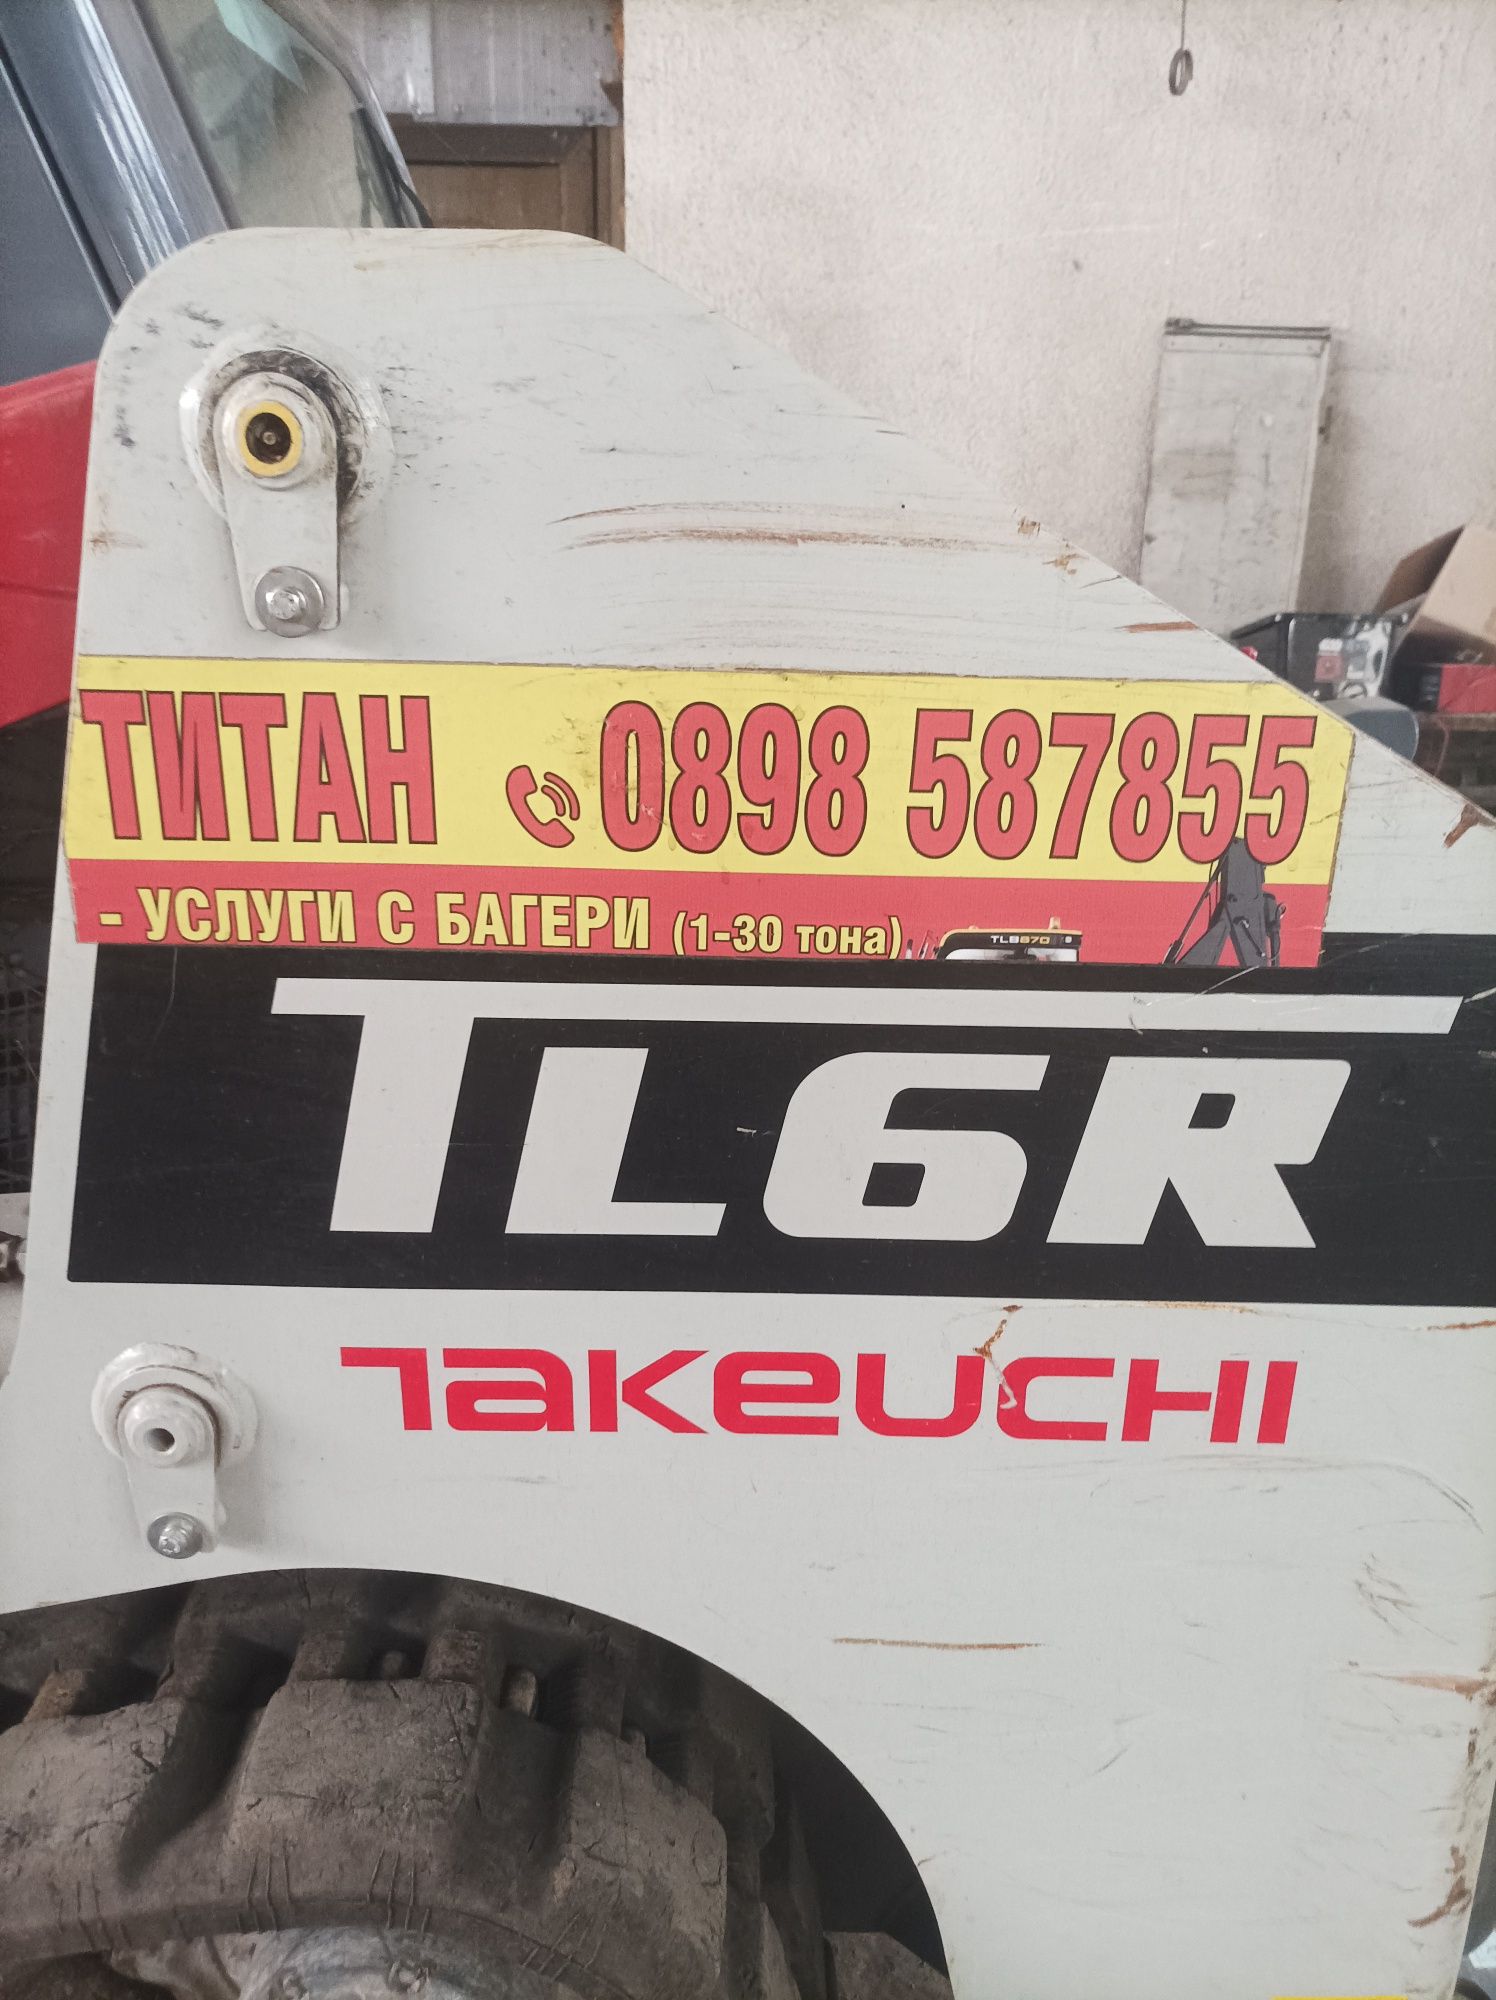 ТИТАН 0898 587855
- УСЛУГИ С БАГЕРИ (1-30 тона)
TL6R
TAKEUCHI